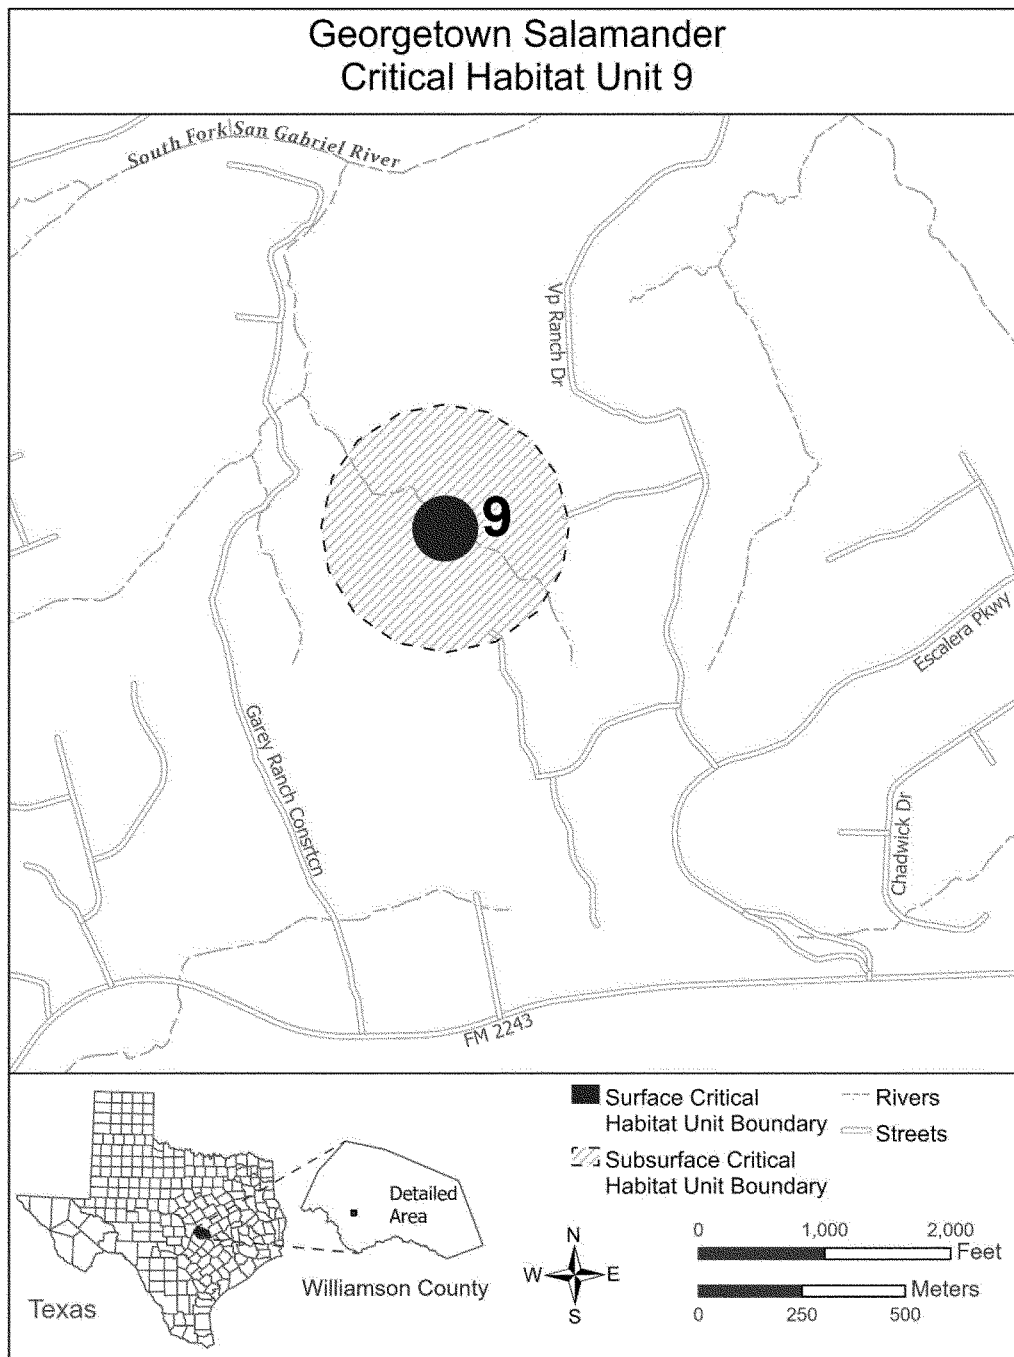 Georgetown Salamander
Critical Habitat Unit 9
South Fork San Gabriel River
Vp Ranch Dr
9
Escalera Pkwy
Garey Ranch Consrtcn
Chadwick Dr
FM 2243
Surface Critical
Habitat Unit Boundary
Subsurface Critical
Habitat Unit Boundary
Rivers
Streets
Detailed
Area
Williamson County
Texas
N
W E
S
0 1,000 2,000
Feet
Meters
0 250 500